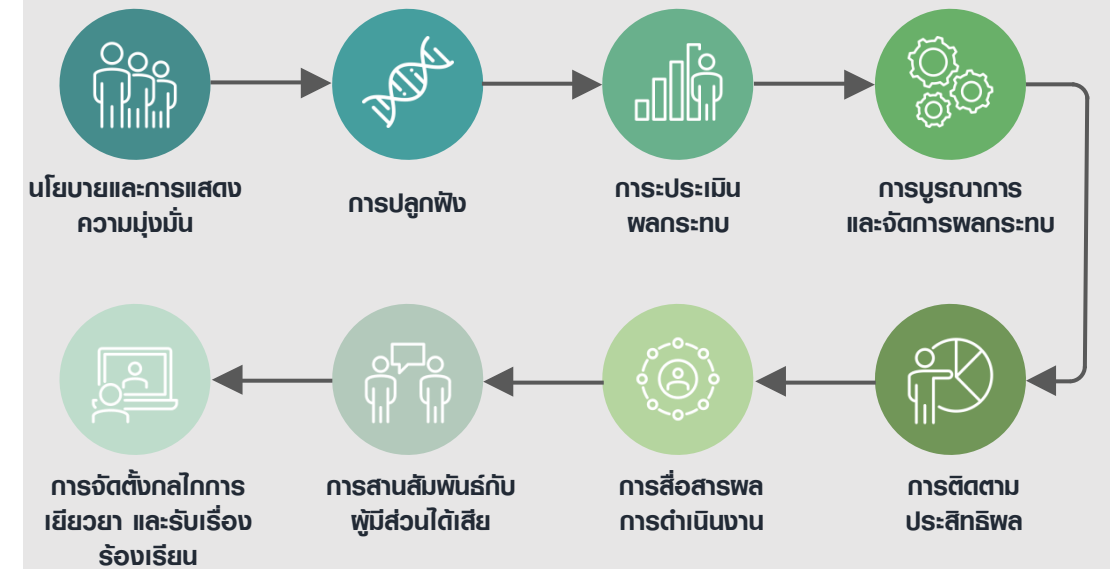 นโยบายและการแสดง
ความมุ่งมั่น
การปลูกฝัง
การะประเมิน
ผลกระทบ
การบูรณาการ
และจัดการผลกระทบ
การจัดตั้งกลไกการ
เยียวยา และรับเรื่อง
ร้องเรียน
การสานสัมพันธ์กับ
ผู้มีส่วนได้เสีย
การสื่อสารผล
การดำเนินงาน
การติดตาม
ประสิทธิผล